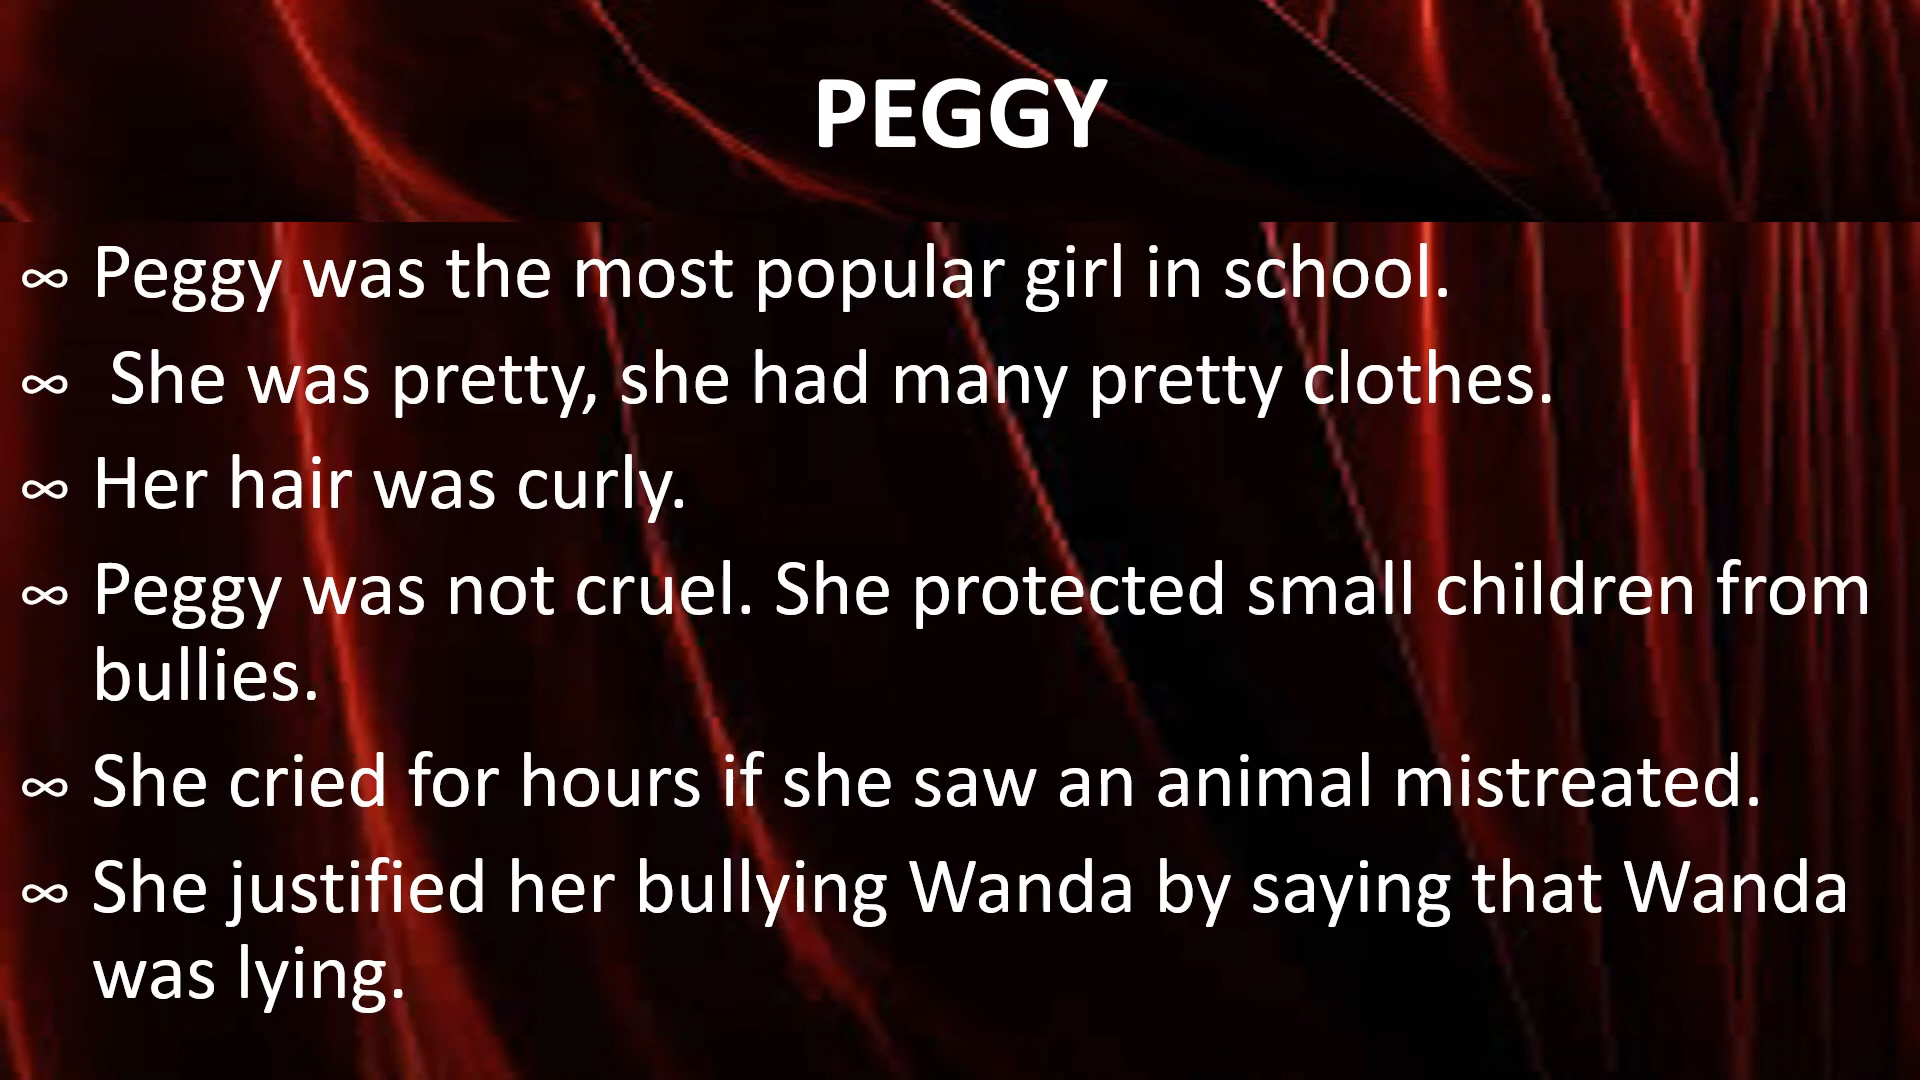 PEGGY
∞ Peggy was the most popular girl in school.
∞ She was pretty, she had many pretty clothes.
∞ Her hair was curly.
∞ Peggy was not cruel. She protected small children from
bullies.
∞ She cried for hours if she saw an animal mistreated.
∞ She justified her bullying Wanda by saying that Wanda
was lying.